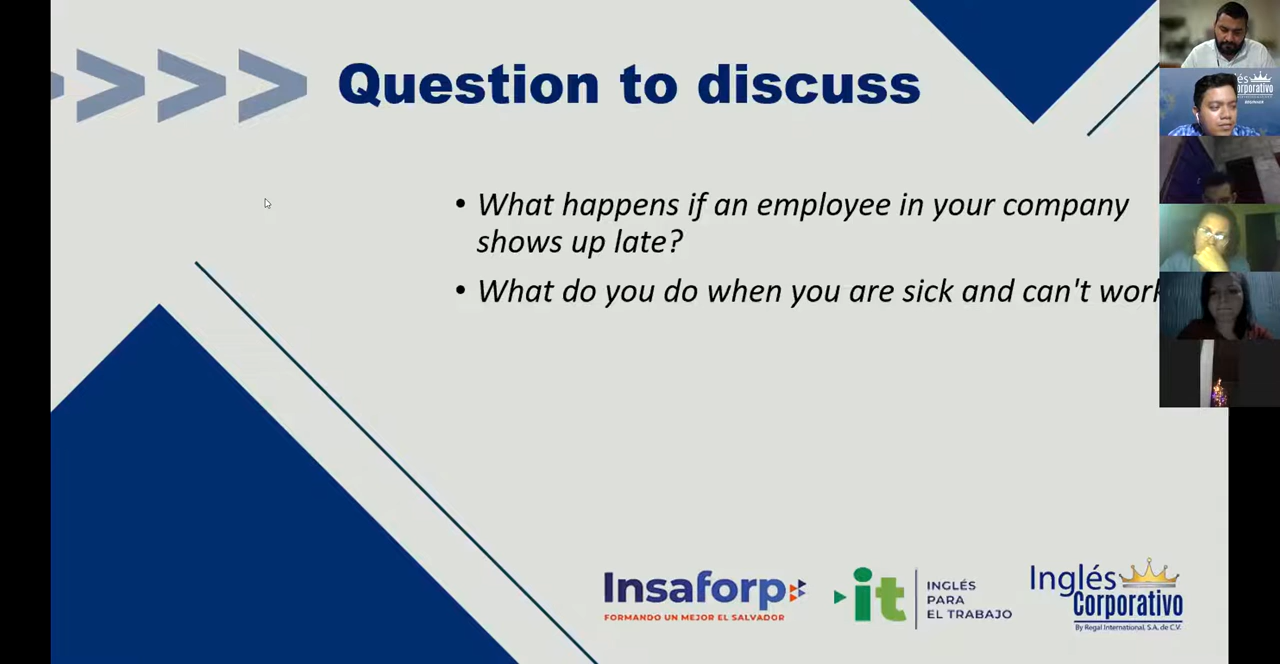 Question to discuss
• What happens if an employee in your company
shows up late?
• What do you do when you are sick and can't work
Insaforp
FORMANDO UN MEJOR EL SALVADOR
it
INGLÉS
PARA
EL TRABAJO
Inglés
Corporativo
By Regal International, S.A. de C.V.